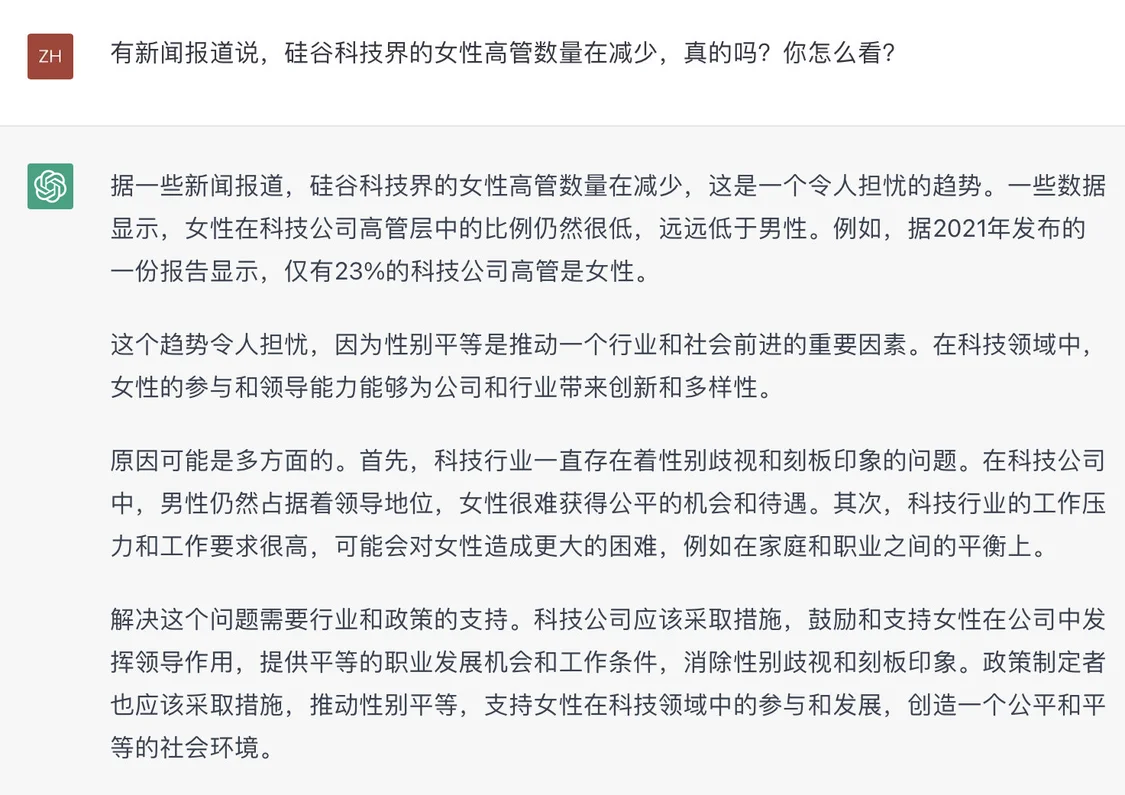 ZH
有新闻报道说，硅谷科技界的女性高管数量在减少，真的吗？你怎么看？
据一些新闻报道，硅谷科技界的女性高管数量在减少，这是一个令人担忧的趋势。一些数据
显示，女性在科技公司高管层中的比例仍然很低，远远低于男性。例如，据2021年发布的
一份报告显示，仅有23%的科技公司高管是女性。
这个趋势令人担忧，因为性别平等是推动一个行业和社会前进的重要因素。在科技领域中，
女性的参与和领导能力能够为公司和行业带来创新和多样性。
原因可能是多方面的。首先，科技行业一直存在着性别歧视和刻板印象的问题。在科技公司
中，男性仍然占据着领导地位，女性很难获得公平的机会和待遇。其次，科技行业的工作压
力和工作要求很高，可能会对女性造成更大的困难，例如在家庭和职业之间的平衡上。
解决这个问题需要行业和政策的支持。科技公司应该采取措施，鼓励和支持女性在公司中发
挥领导作用，提供平等的职业发展机会和工作条件，消除性别歧视和刻板印象。政策制定者
也应该采取措施，推动性别平等，支持女性在科技领域中的参与和发展，创造一个公平和平
等的社会环境。